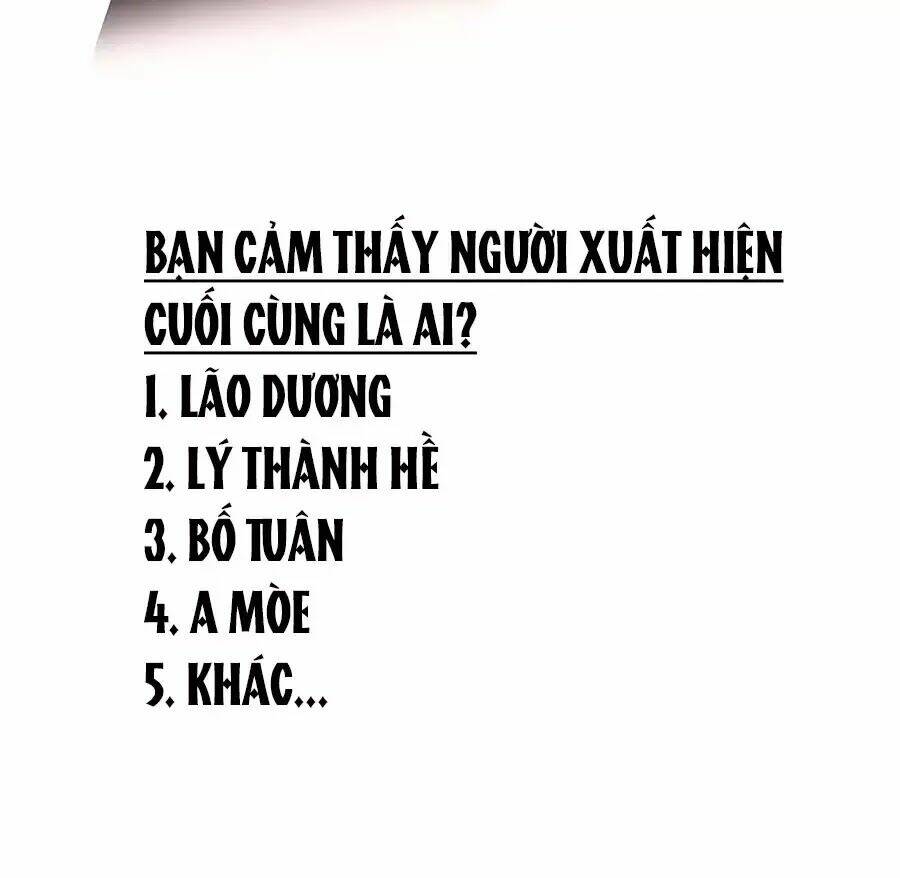 BẠN CẢM THẤY NGƯỜI XUẤT HIỆN
CUỐI CÙNG LÀ AI?
1. LÃO DƯƠNG
2. LÝ THÀNH HỀ
3. BỐ TUÂN
4. A MÒE
5. KHÁC...